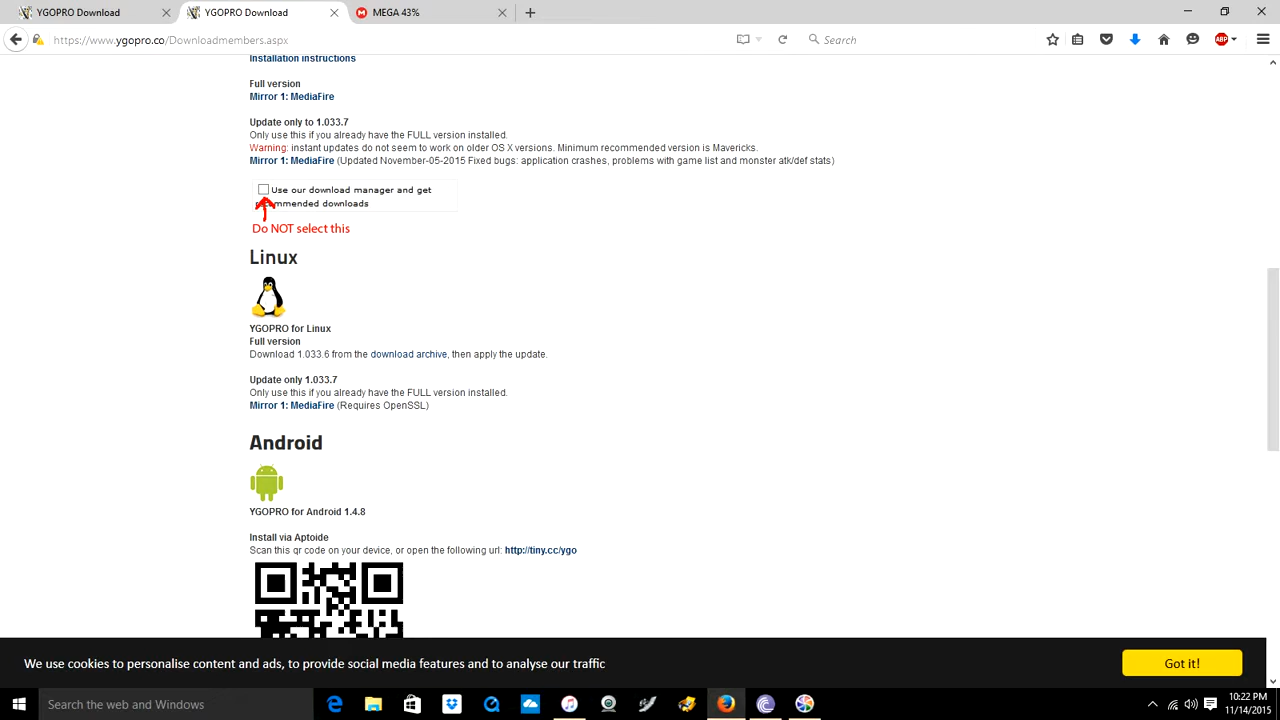 YGOPRO Download
YGOPRO Download
MEGA 43%
https://www.ygopro.co/Downloadmembers.aspx
Search
ABP
Installation instructions
Full version
Mirror 1: MediaFire
Update only to 1.033.7
Only use this if you already have the FULL version installed.
Warning: instant updates do not seem to work on older OS X versions. Minimum recommended version is Mavericks.
Mirror 1: MediaFire (Updated November-05-2015 Fixed bugs: application crashes, problems with game list and monster atk/def stats)
Use our download manager and get
recommended downloads
Do NOT select this
Linux
YGOPRO for Linux
Full version
Download 1.033.6 from the download archive, then apply the update.
Update only 1.033.7
Only use this if you already have the FULL version installed.
Mirror 1: MediaFire (Requires OpenSSL)
Android
YGOPRO for Android 1.4.8
Install via Aptoide
Scan this qr code on your device, or open the following url: http://tiny.cc/ygo
We use cookies to personalise content and ads, to provide social media features and to analyse our traffic
Got it!
Search the web and Windows
10:22 PM
11/14/2015